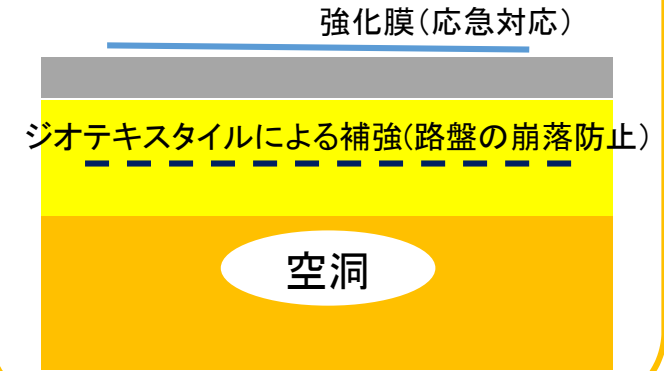 強化膜（応急対応）
ジオテキスタイルによる補強(路盤の崩落防止）
空洞